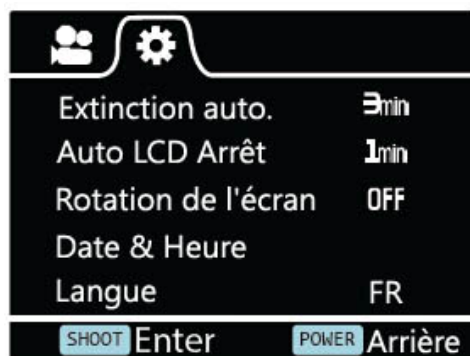 Extinction auto. 3min
Auto LCD Arrêt 1min
Rotation de l'écran OFF
Date & Heure
Langue FR
SHOOT Enter POWER Arrière